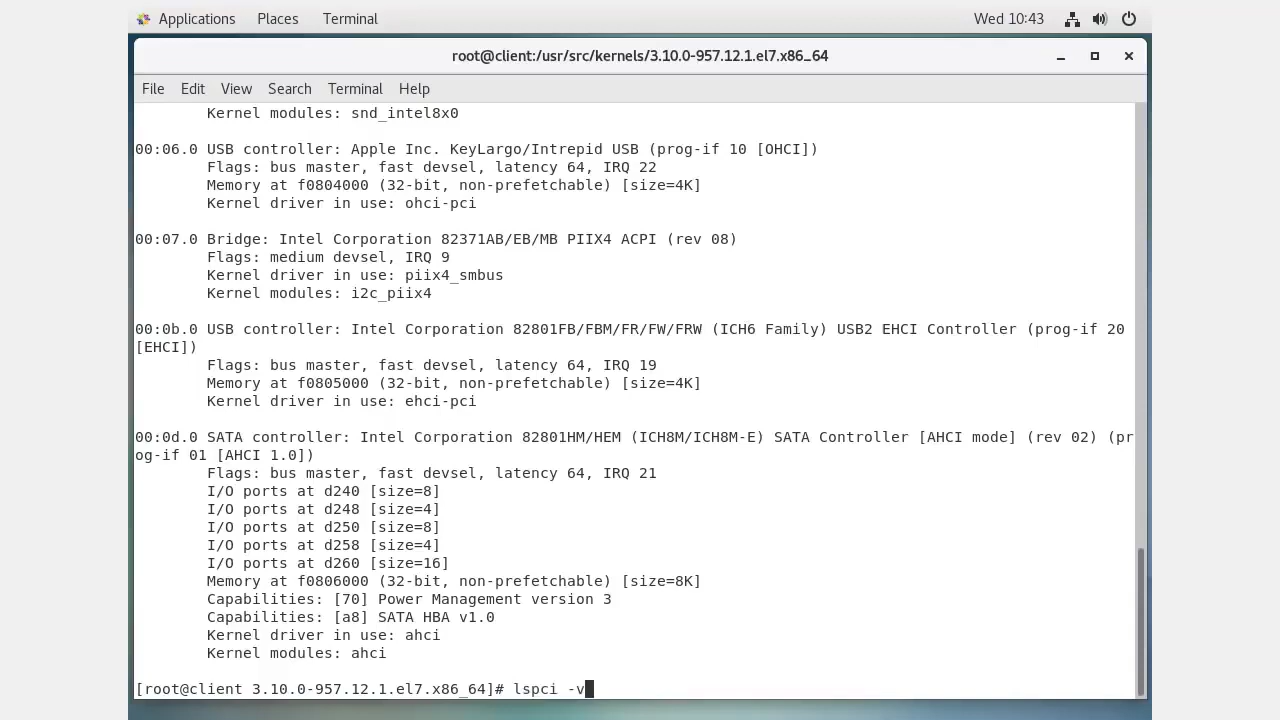 Applications Places Terminal Wed 10:43
root@client:/usr/src/kernels/3.10.0-957.12.1.el7.x86_64
File Edit View Search Terminal Help
Kernel modules: snd_intel8x0
00:06.0 USB controller: Apple Inc. KeyLargo/Intrepid USB (prog-if 10 [OHCI])
Flags: bus master, fast devsel, latency 64, IRQ 22
Memory at f0804000 (32-bit, non-prefetchable) [size=4K]
Kernel driver in use: ohci-pci
00:07.0 Bridge: Intel Corporation 82371AB/EB/MB PIIX4 ACPI (rev 08)
Flags: medium devsel, IRQ 9
Kernel driver in use: piix4_smbus
Kernel modules: i2c_piix4
00:0b.0 USB controller: Intel Corporation 82801FB/FBM/FR/FW/FRW (ICH6 Family) USB2 EHCI Controller (prog-if 20
[EHCI])
Flags: bus master, fast devsel, latency 64, IRQ 19
Memory at f0805000 (32-bit, non-prefetchable) [size=4K]
Kernel driver in use: ehci-pci
00:0d.0 SATA controller: Intel Corporation 82801HM/HEM (ICH8M/ICH8M-E) SATA Controller [AHCI mode] (rev 02) (pr
og-if 01 [AHCI 1.0])
Flags: bus master, fast devsel, latency 64, IRQ 21
I/O ports at d240 [size=8]
I/O ports at d248 [size=4]
I/O ports at d250 [size=8]
I/O ports at d258 [size=4]
I/O ports at d260 [size=16]
Memory at f0806000 (32-bit, non-prefetchable) [size=8K]
Capabilities: [70] Power Management version 3
Capabilities: [a8] SATA HBA v1.0
Kernel driver in use: ahci
Kernel modules: ahci
[root@client 3.10.0-957.12.1.el7.x86_64]# lspci -v